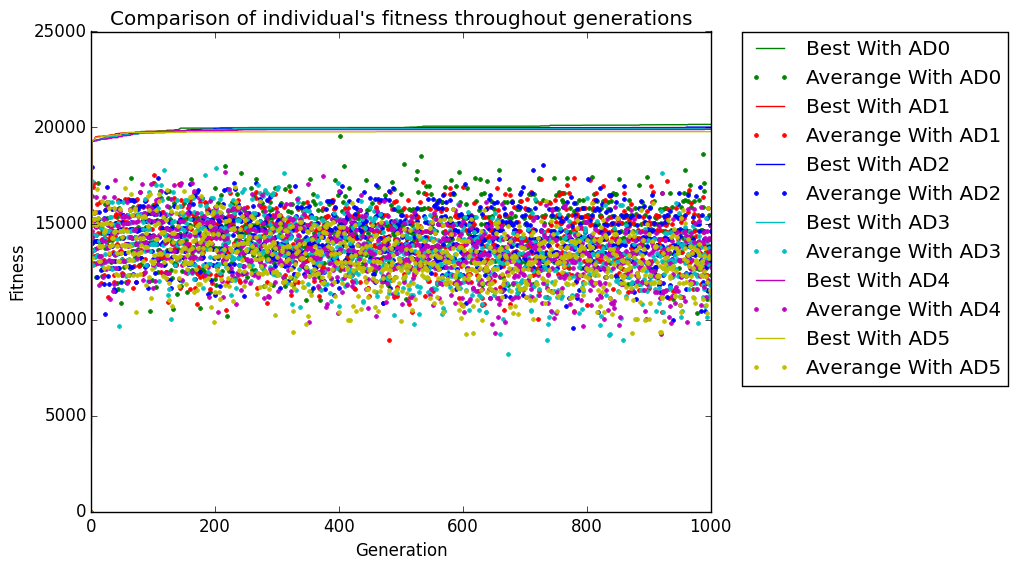 Comparison of individual's fitness throughout generations
25000
20000
15000
10000
5000
0
Fitness
0 200 400 600 800 1000
Generation
Best With AD0
Averange With AD0
Best With AD1
Averange With AD1
Best With AD2
Averange With AD2
Best With AD3
Averange With AD3
Best With AD4
Averange With AD4
Best With AD5
Averange With AD5